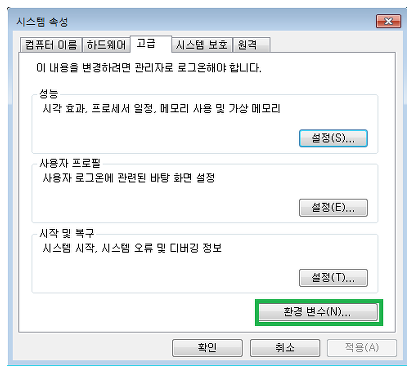 시스템 속성
컴퓨터 이름 하드웨어 고급 시스템 보호 원격
이 내용을 변경하려면 관리자로 로그온해야 합니다.
성능
시각 효과, 프로세서 일정, 메모리 사용 및 가상 메모리
설정(S)...
사용자 프로필
사용자 로그온에 관련된 바탕 화면 설정
설정(E)...
시작 및 복구
시스템 시작, 시스템 오류 및 디버깅 정보
설정(T)...
환경 변수(N)...
확인 취소 적용(A)